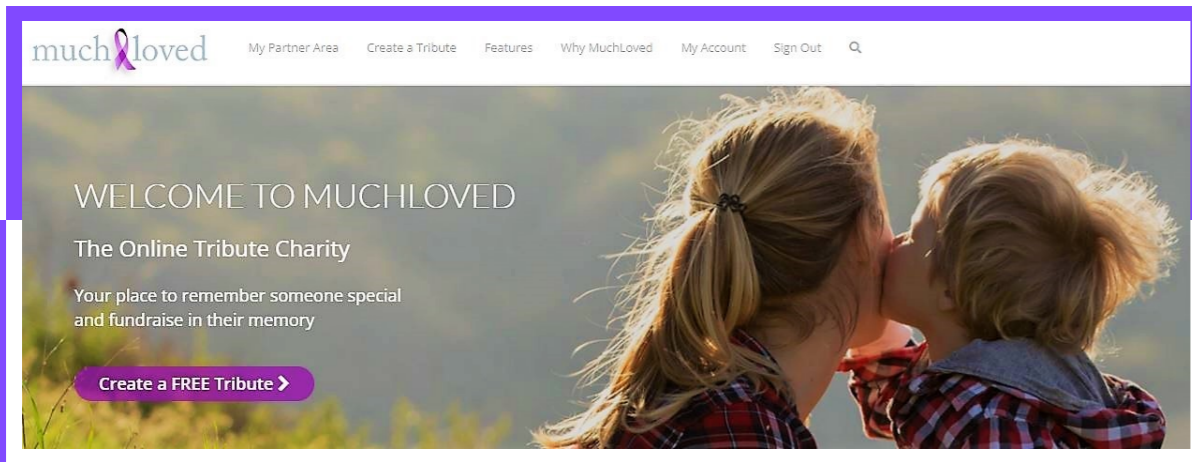 muchloved
My Partner Area Create a Tribute Features Why MuchLoved My Account Sign Out
WELCOME TO MUCHLOVED
The Online Tribute Charity
Your place to remember someone special
and fundraise in their memory
Create a FREE Tribute